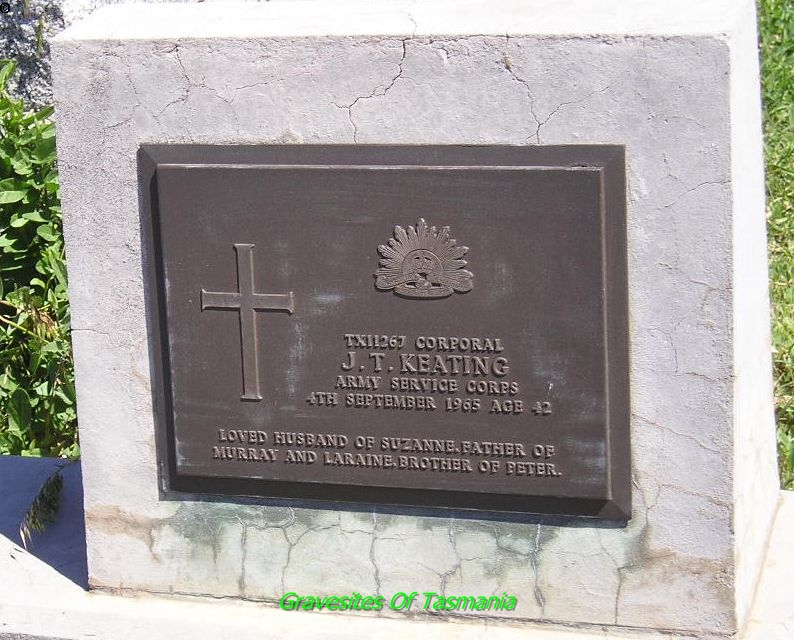 TX11267 CORPORAL
J.T. KEATING
ARMY SERVICE CORPS
4TH SEPTEMBER 1965 AGE 42
LOVED HUSBAND OF SUZANNE. FATHER OF
MURRAY AND LARAINE. BROTHER OF PETER.
Gravesites Of Tasmania